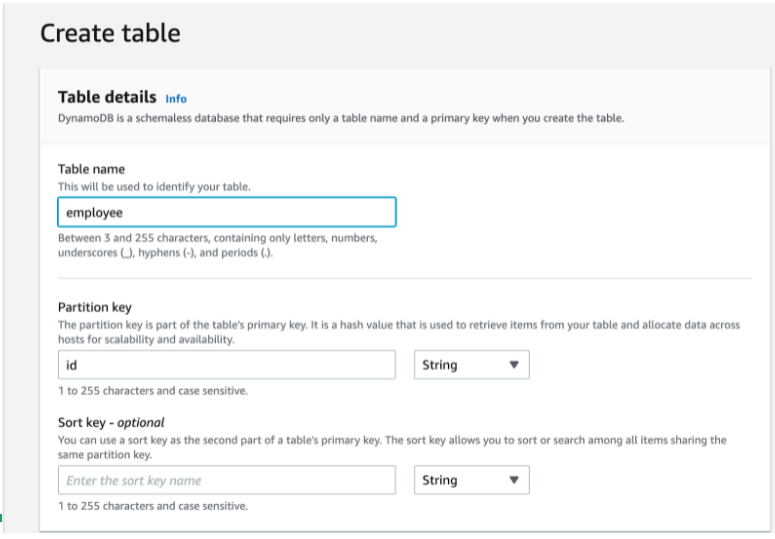 Create table
Table details Info
DynamoDB is a schemaless database that requires only a table name and a primary key when you create the table.
Table name
This will be used to identify your table.
employee
Between 3 and 255 characters, containing only letters, numbers,
underscores (_), hyphens (-), and periods (.).
Partition key
The partition key is part of the table's primary key. It is a hash value that is used to retrieve items from your table and allocate data across
hosts for scalability and availability.
id String
1 to 255 characters and case sensitive.
Sort key - optional
You can use a sort key as the second part of a table's primary key. The sort key allows you to sort or search among all items sharing the
same partition key.
Enter the sort key name String
1 to 255 characters and case sensitive.